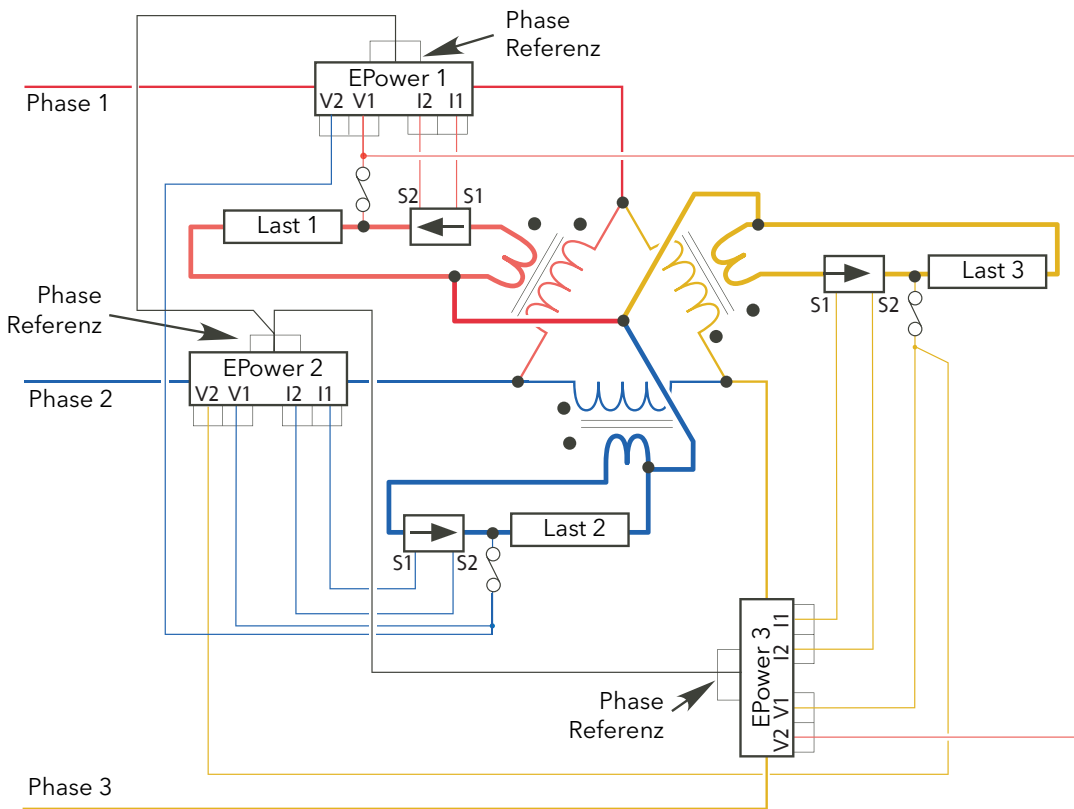 Phase
Referenz
EPower 1
V2 V1 I2 I1
Phase 1
S2 S1
Last 1
Last 3
S1 S2
Phase
Referenz
EPower 2
V2 V1 I2 I1
Phase 2
Last 2
S1 S2
EPower 3
I1
I2
V1
V2
Phase
Referenz
Phase 3